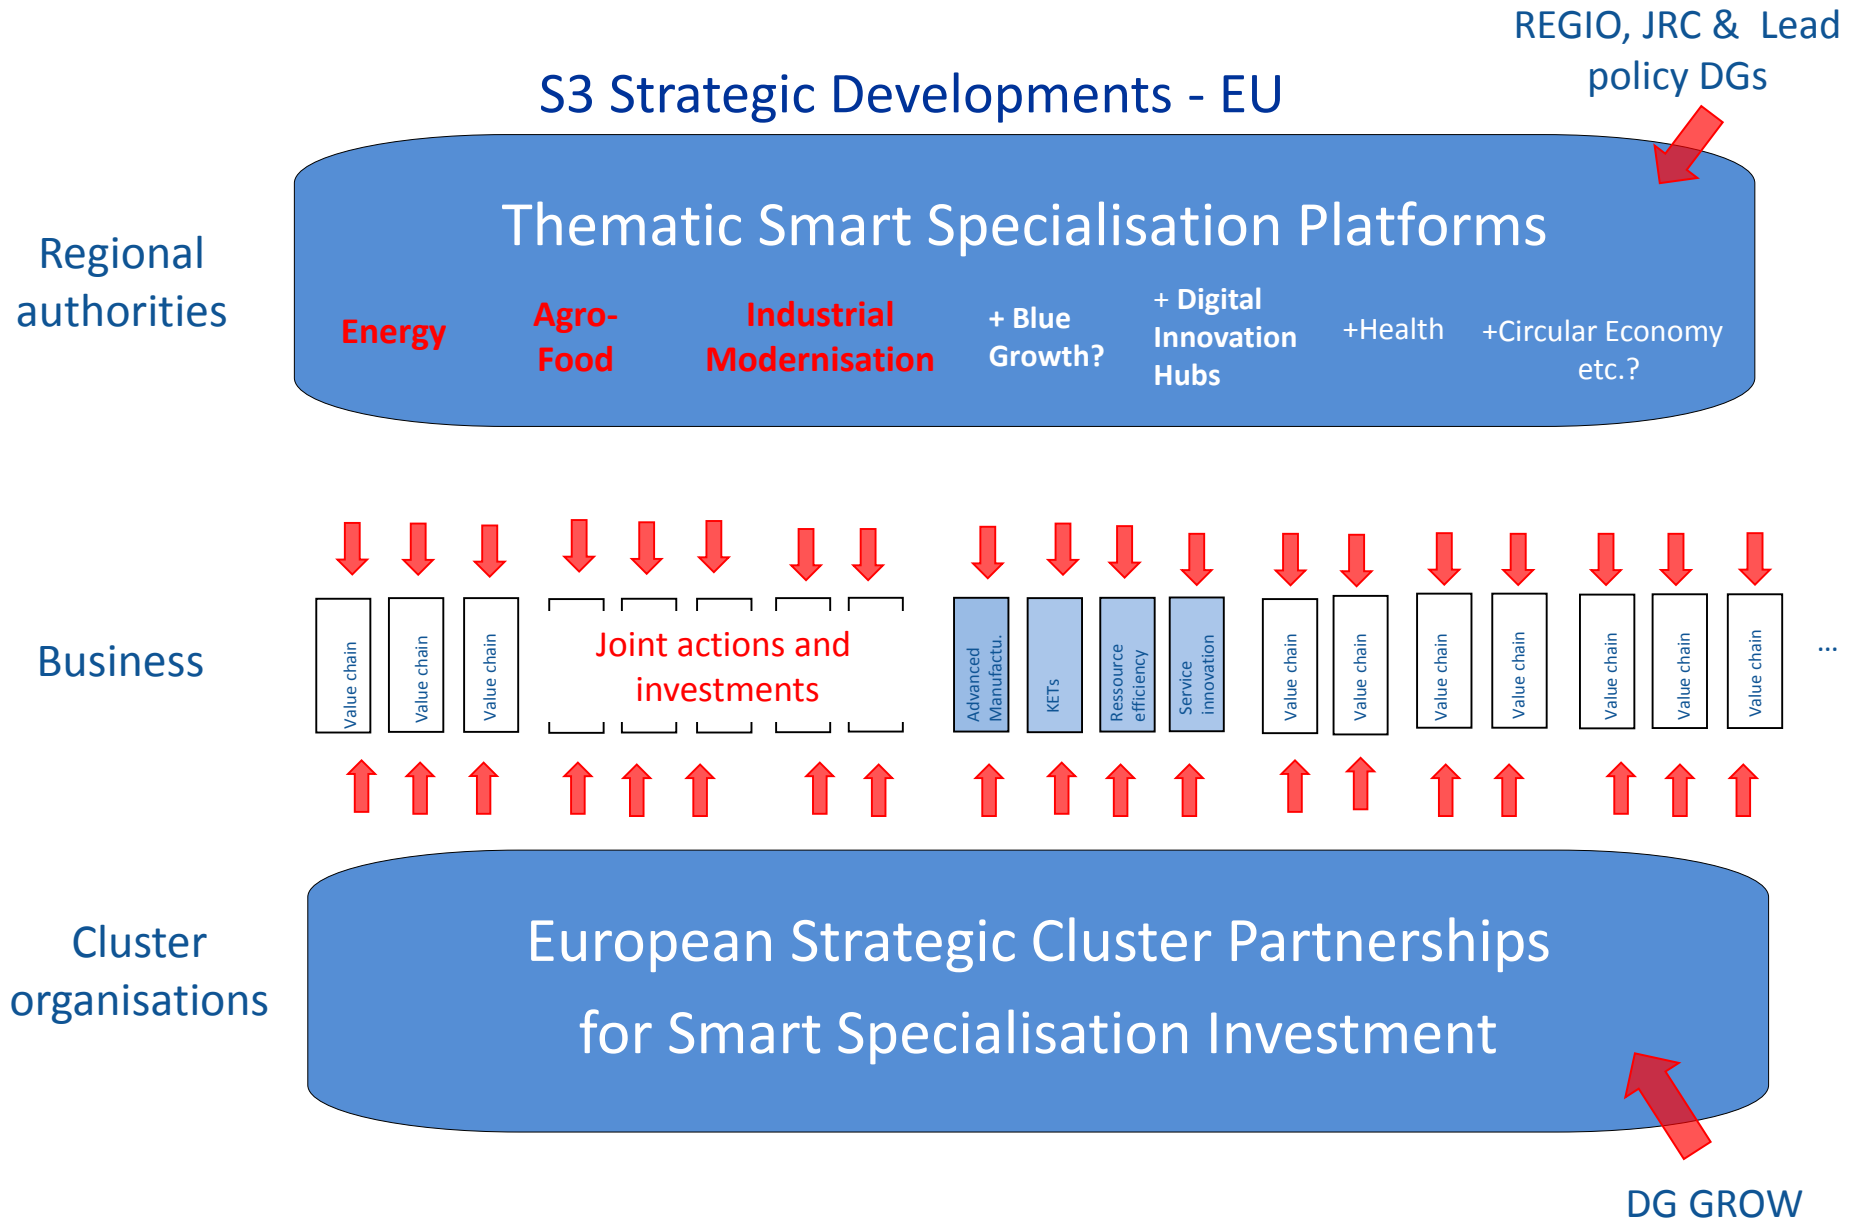 REGIO, JRC & Lead
policy DGs
S3 Strategic Developments - EU
Regional
authorities
Thematic Smart Specialisation Platforms
Energy
Agro-
Food
Industrial
Modernisation
+ Blue
Growth?
+ Digital
Innovation
Hubs
+Health
+Circular Economy
etc.?
Business
Value chain
Value chain
Value chain
Joint actions and
investments
Advanced
Manufactu.
KETs
Ressource
efficiency
Service
innovation
Value chain
Value chain
Value chain
Value chain
Value chain
Value chain
Value chain
...
Cluster
organisations
European Strategic Cluster Partnerships
for Smart Specialisation Investment
DG GROW